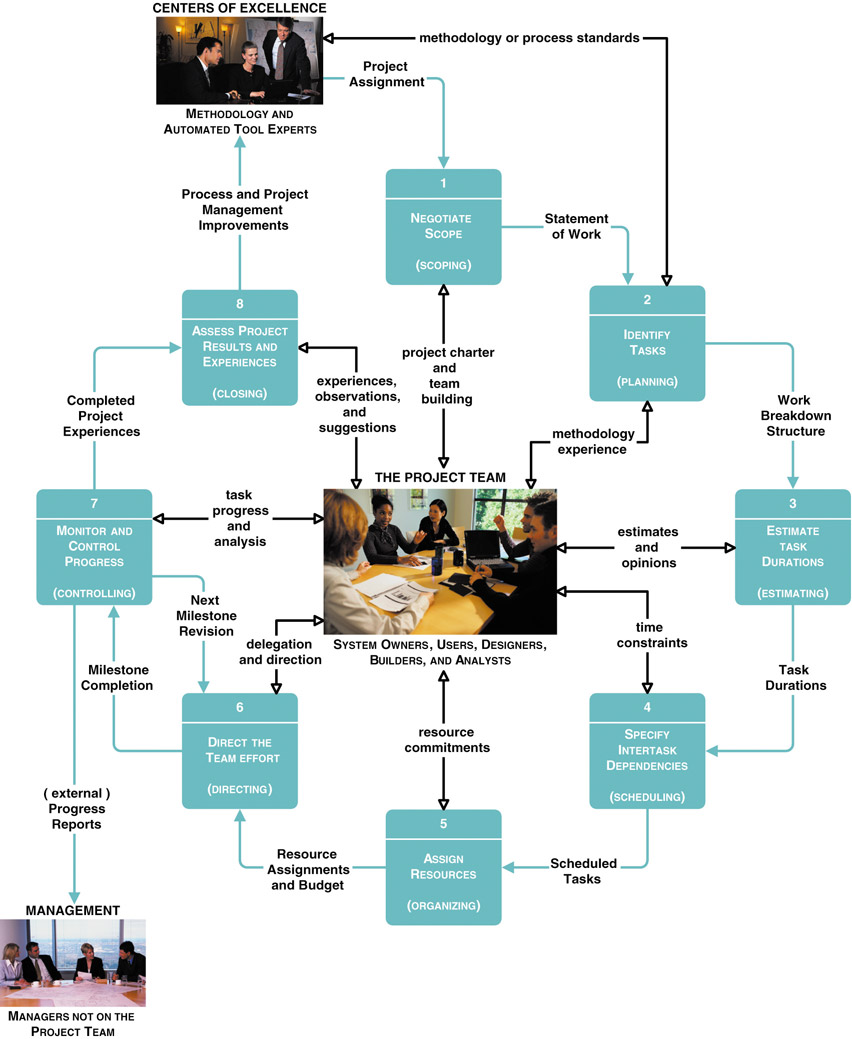 CENTERS OF EXCELLENCE
METHODOLOGY AND
AUTOMATED TOOL EXPERTS
methodology or process standards
Project
Assignment
1
NEGOTIATE
SCOPE
(SCOPING)
Statement
of Work
2
IDENTIFY
TASKS
(PLANNING)
Process and Project
Management
Improvements
8
ASSESS PROJECT
RESULTS AND
EXPERIENCES
(CLOSING)
experiences,
observations,
and
suggestions
project charter
and
team
building
methodology
experience
Work
Breakdown
Structure
Completed
Project
Experiences
THE PROJECT TEAM
SYSTEM OWNERS, USERS, DESIGNERS,
BUILDERS, AND ANALYSTS
7
MONITOR AND
CONTROL
PROGRESS
(CONTROLLING)
task
progress
and
analysis
estimates
and
opinions
3
ESTIMATE
TASK
DURATIONS
(ESTIMATING)
Next
Milestone
Revision
delegation
and direction
time
constraints
Milestone
Completion
Task
Durations
6
DIRECT THE
TEAM EFFORT
(DIRECTING)
resource
commitments
4
SPECIFY
INTERTASK
DEPENDENCIES
(SCHEDULING)
( external )
Progress
Reports
5
ASSIGN
RESOURCES
(ORGANIZING)
Resource
Assignments
and Budget
Scheduled
Tasks
MANAGEMENT
MANAGERS NOT ON THE
PROJECT TEAM